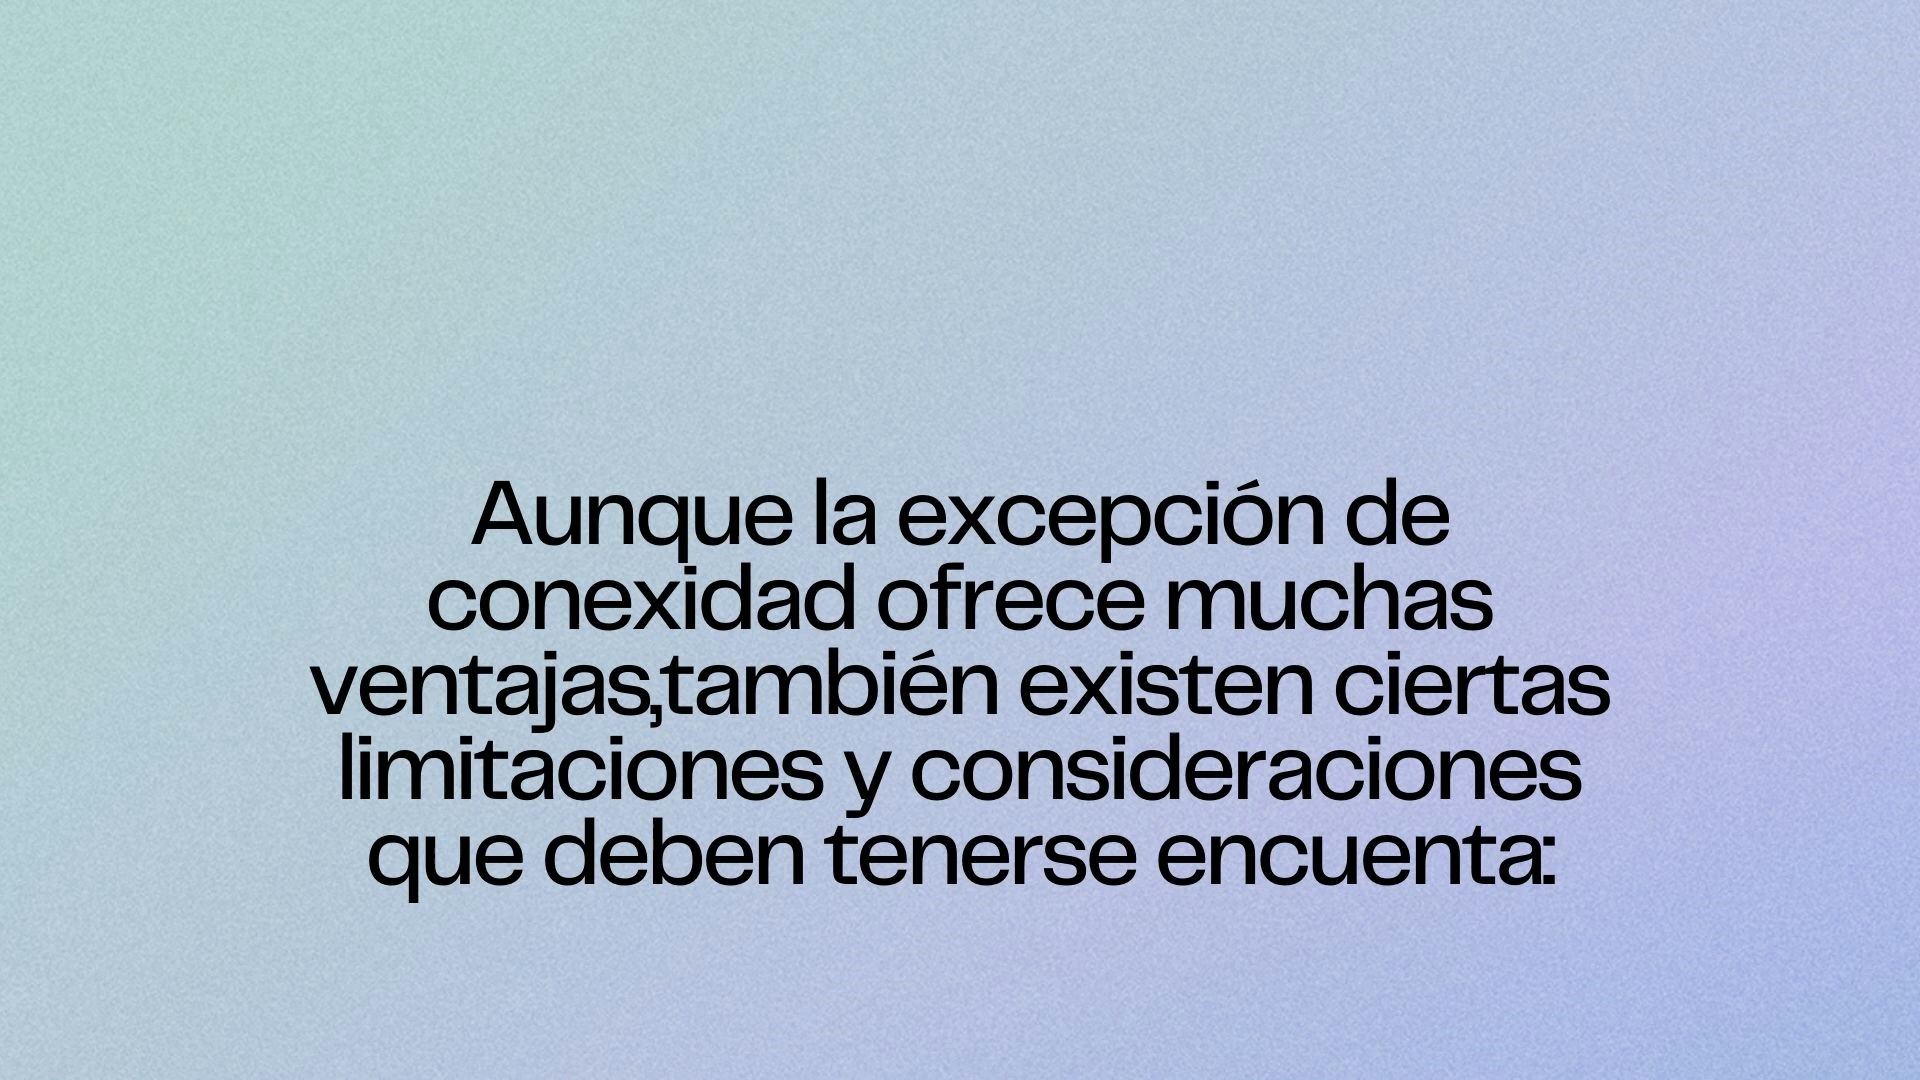 Aunque la excepción de
conexidad ofrece muchas
ventajas,también existen ciertas
limitaciones y consideraciones
que deben tenerse encuenta: